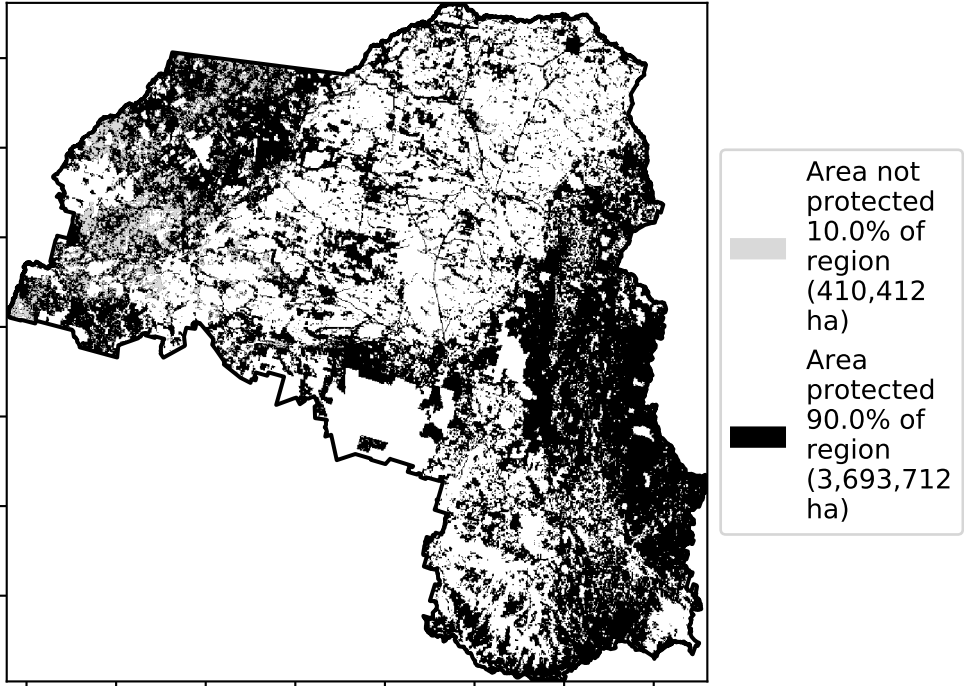 Area not
protected
10.0% of
region
(410,412
ha)
Area
protected
90.0% of
region
(3,693,712
ha)